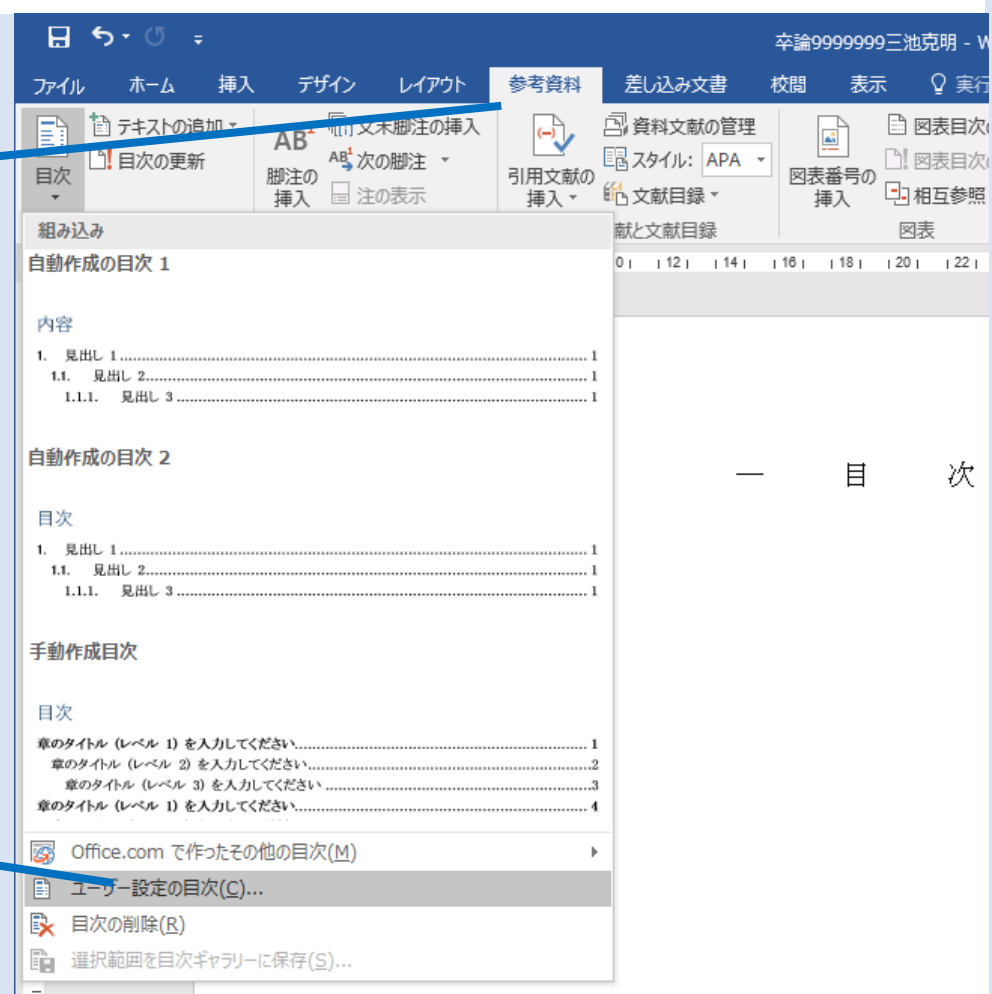 卒論9999999三池克明 - W
ファイル ホーム 挿入 デザイン レイアウト 参考資料 差し込み文書 校閲 表示 実行
目次
テキストの追加
目次の更新
AB1
脚注の挿入
文末脚注の挿入
次の脚注
注の表示
引用文献の挿入
資料文献の管理
スタイル: APA
文献目録
献と文献目録
図表番号の挿入
図表目次
図表目次
相互参照
図表
0 12 14 16 18 20 22
組み込み
自動作成の目次 1
内容
1. 見出し 1 1
1.1. 見出し 2 1
1.1.1. 見出し 3 1
自動作成の目次 2
目次
1. 見出し 1 1
1.1. 見出し 2 1
1.1.1. 見出し 3 1
手動作成目次
目次
章のタイトル (レベル 1) を入力してください 1
章のタイトル (レベル 2) を入力してください 2
章のタイトル (レベル 3) を入力してください 3
章のタイトル (レベル 1) を入力してください 4
Office.com で作ったその他の目次(M)
ユーザー設定の目次(C)...
目次の削除(R)
選択範囲を目次ギャラリーに保存(S)...
― 目 次